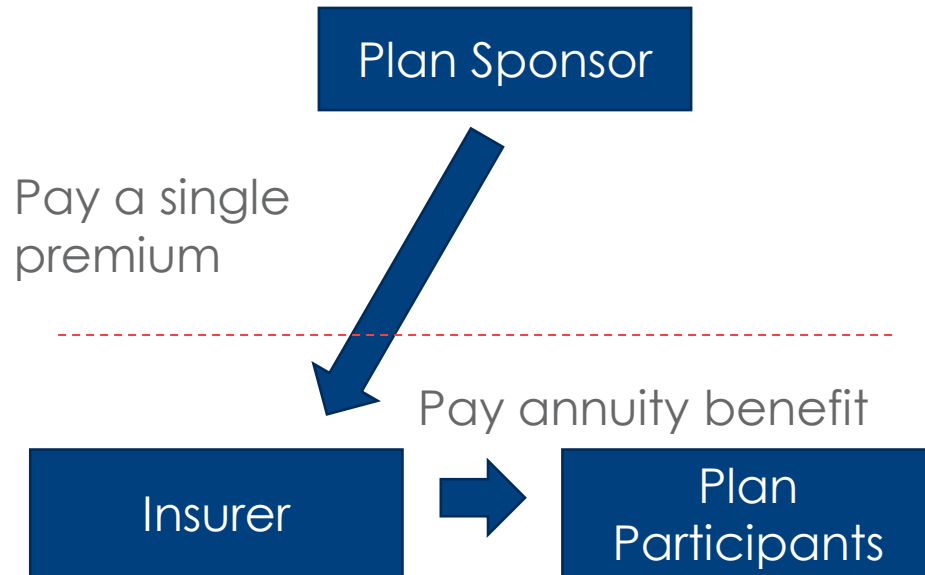 Plan Sponsor
Pay a single
premium
Pay annuity benefit
Insurer
Plan
Participants